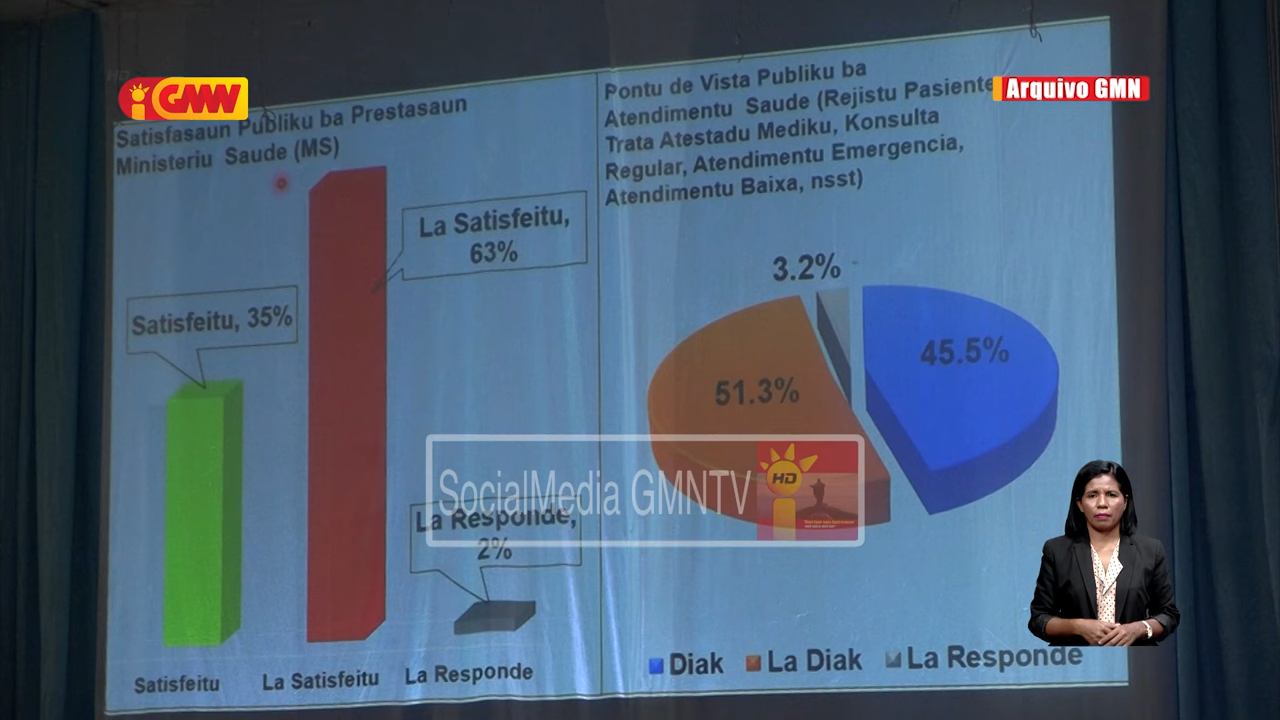 GMN
Arquivo GMN
Satisfasaun Publiku ba Prestasaun
Ministeriu Saude (MS)
La Satisfeitu,
63%
Satisfeitu, 35%
La Responde,
2%
Satisfeitu
La Satisfeitu
La Responde
Pontu de Vista Publiku ba
Atendimentu Saude (Rejistu Pasiente
Trata Atestadu Mediku, Konsulta
Regular, Atendimentu Emergencia,
Atendimentu Baixa, nsst)
3.2%
45.5%
51.3%
Diak
La Diak
La Responde
SocialMedia GMNTV
HD